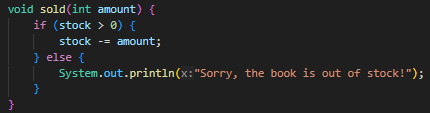 void sold(int amount) {
    if (stock > 0) {
        stock -= amount;
    } else {
        System.out.println(x:"Sorry, the book is out of stock!");
    }
}